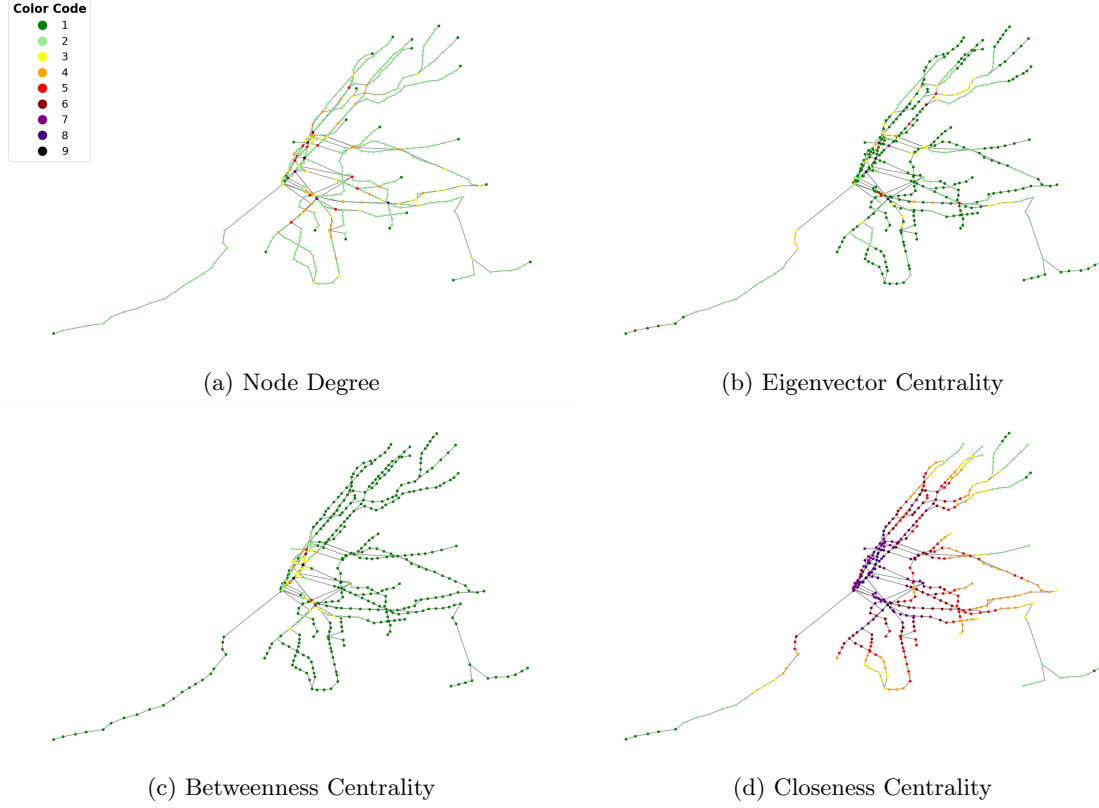 Color Code
1
2
3
4
5
6
7
8
9
(a) Node Degree
(b) Eigenvector Centrality
(c) Betweenness Centrality
(d) Closeness Centrality